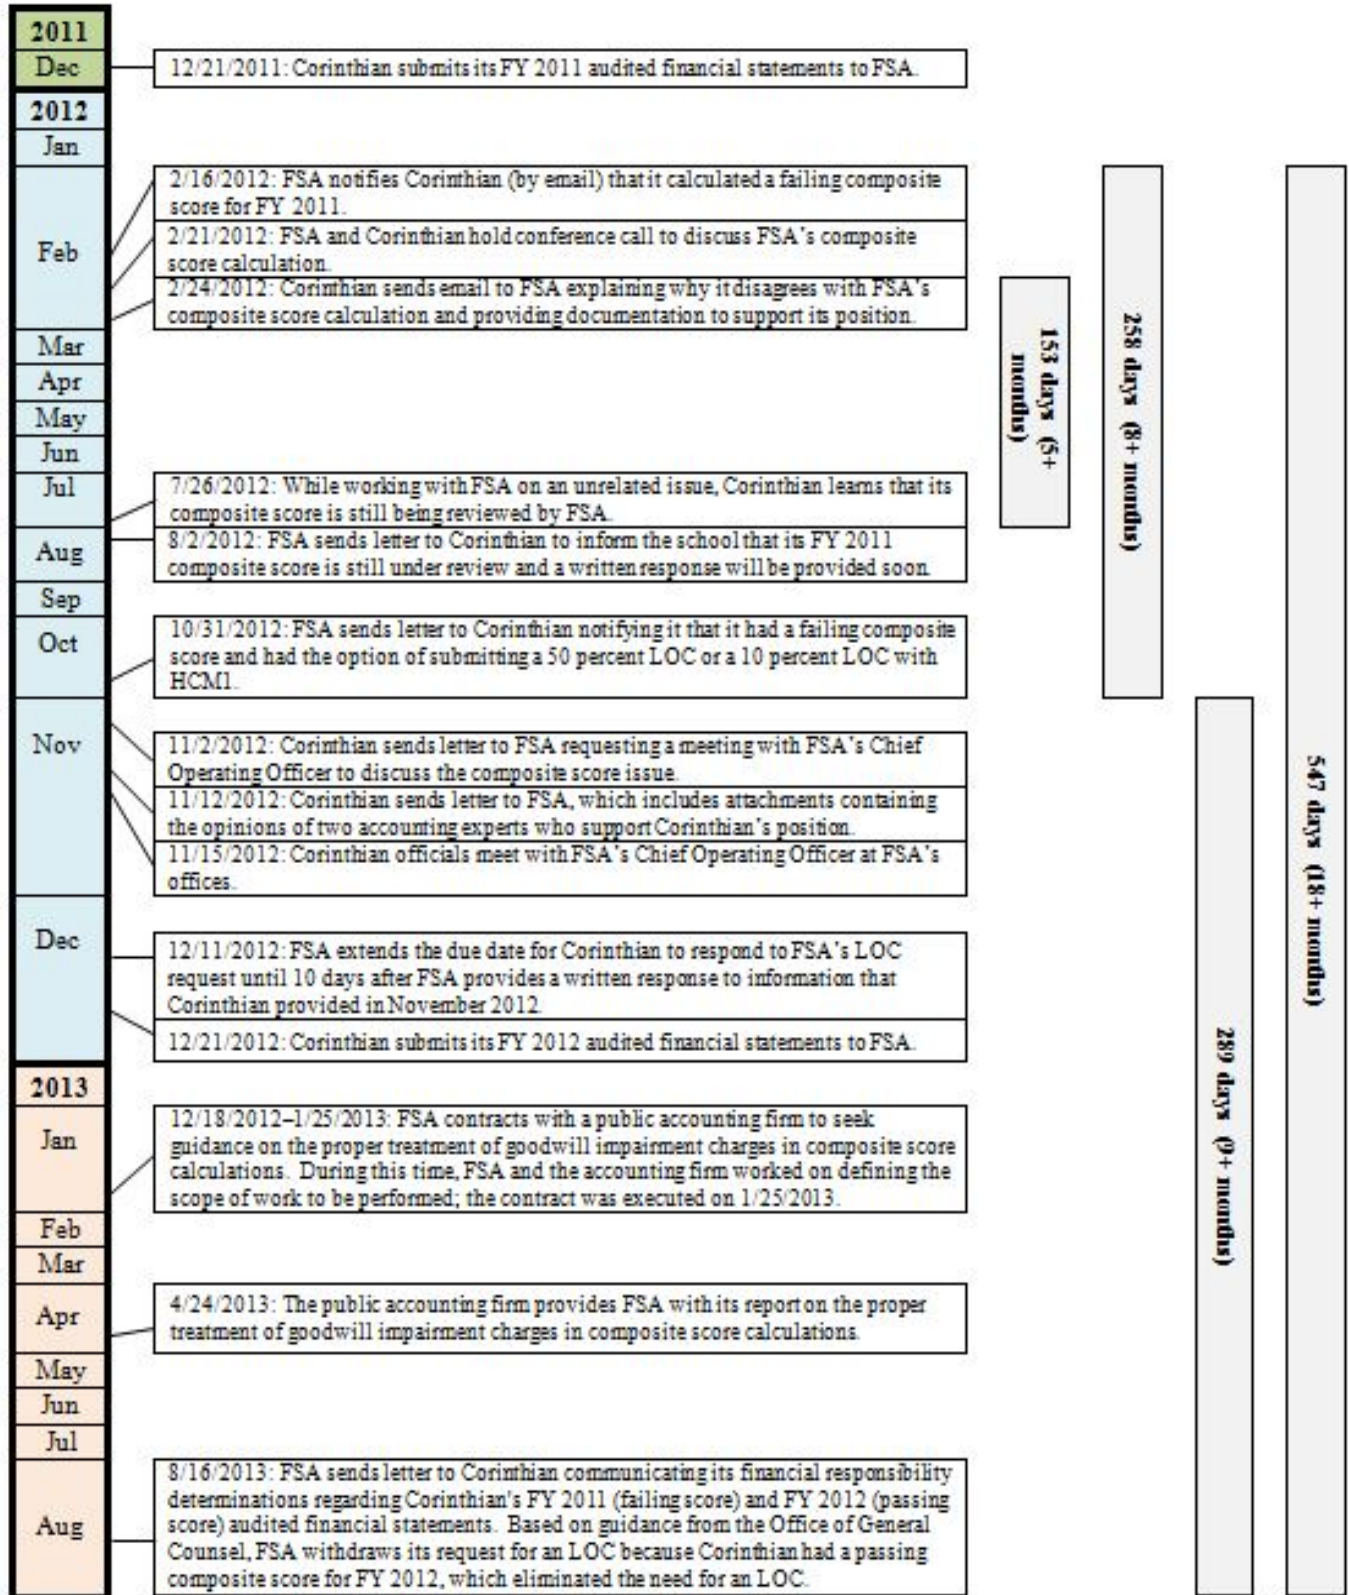 2011
Dec
12/21/2011: Corinthian submits its FY 2011 audited financial statements to FSA.
2012
Jan
Feb
2/16/2012: FSA notifies Corinthian (by email) that it calculated a failing composite
score for FY 2011.
2/21/2012: FSA and Corinthian hold conference call to discuss FSA's composite
score calculation.
2/24/2012: Corinthian sends email to FSA explaining why it disagrees with FSA's
composite score calculation and providing documentation to support its position.
Mar
Apr
May
Jun
Jul
7/26/2012: While working with FSA on an unrelated issue, Corinthian learns that its
composite score is still being reviewed by FSA.
Aug
8/2/2012: FSA sends letter to Corinthian to inform the school that its FY 2011
composite score is still under review and a written response will be provided soon.
Sep
Oct
10/31/2012: FSA sends letter to Corinthian notifying it that it had a failing composite
score and had the option of submitting a 50 percent LOC or a 10 percent LOC with
HCM1.
Nov
11/2/2012: Corinthian sends letter to FSA requesting a meeting with FSA's Chief
Operating Officer to discuss the composite score issue.
11/12/2012: Corinthian sends letter to FSA, which includes attachments containing
the opinions of two accounting experts who support Corinthian's position.
11/15/2012: Corinthian officials meet with FSA's Chief Operating Officer at FSA's
offices.
Dec
12/11/2012: FSA extends the due date for Corinthian to respond to FSA's LOC
request until 10 days after FSA provides a written response to information that
Corinthian provided in November 2012.
12/21/2012: Corinthian submits its FY 2012 audited financial statements to FSA.
2013
Jan
12/18/2012–1/25/2013: FSA contracts with a public accounting firm to seek
guidance on the proper treatment of goodwill impairment charges in composite score
calculations. During this time, FSA and the accounting firm worked on defining the
scope of work to be performed; the contract was executed on 1/25/2013.
Feb
Mar
Apr
4/24/2013: The public accounting firm provides FSA with its report on the proper
treatment of goodwill impairment charges in composite score calculations.
May
Jun
Jul
Aug
8/16/2013: FSA sends letter to Corinthian communicating its financial responsibility
determinations regarding Corinthian's FY 2011 (failing score) and FY 2012 (passing
score) audited financial statements. Based on guidance from the Office of General
Counsel, FSA withdraws its request for an LOC because Corinthian had a passing
composite score for FY 2012, which eliminated the need for an LOC.
153 days (5+
months)
258 days (8+ months)
289 days (9+ months)
547 days (18+ months)